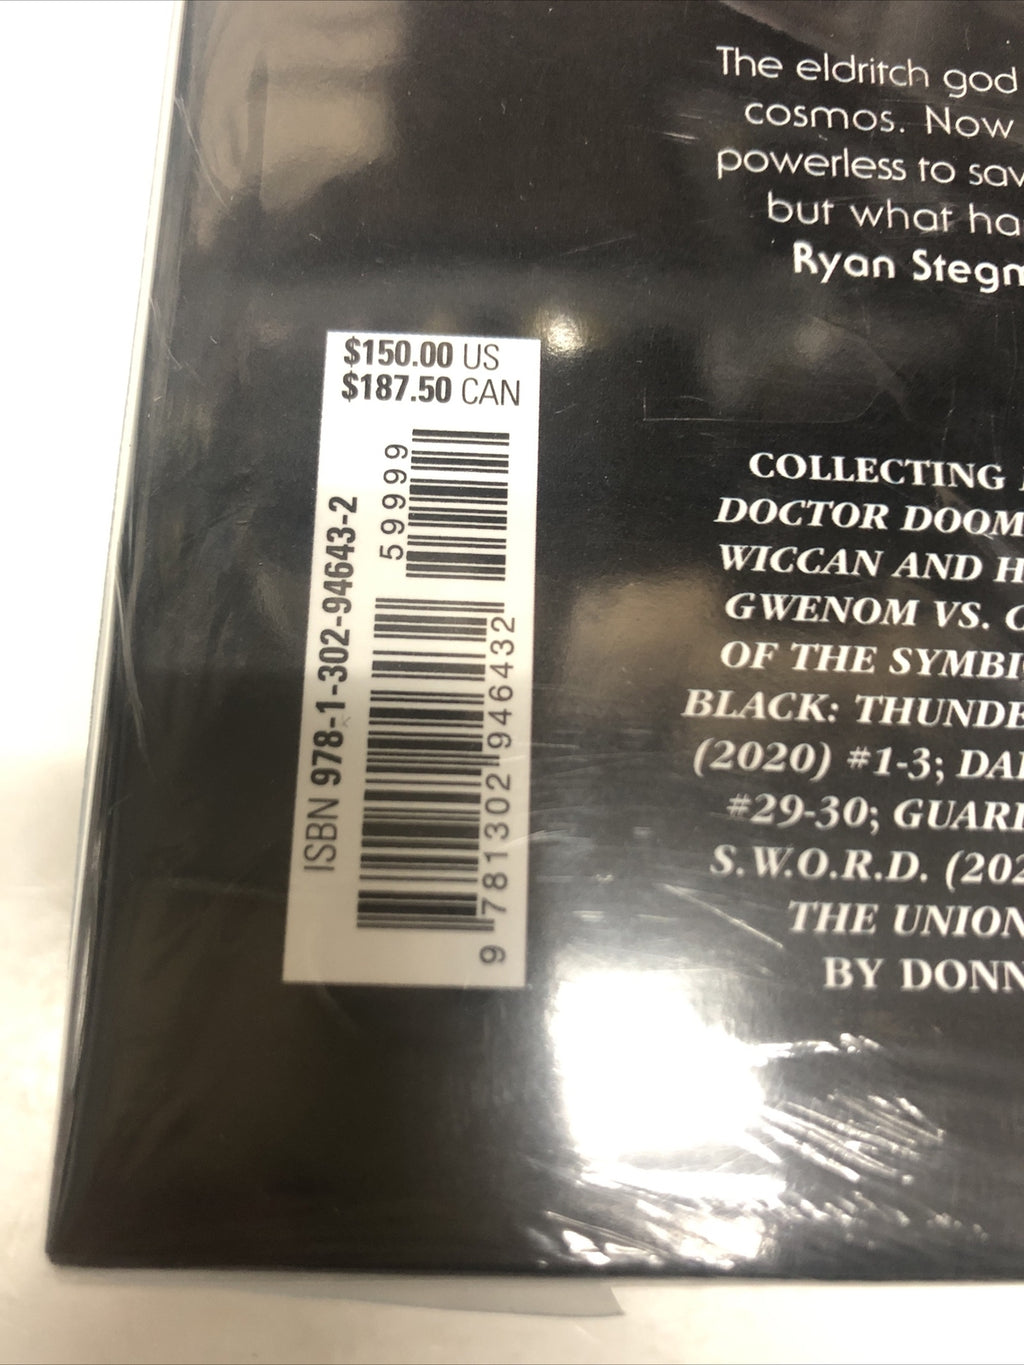 The eldritch god
cosmos. Now
powerless to sav
but what ha
Ryan Stegm
$150.00 US
$187.50 CAN
59999
ISBN 978-1-302-94643-2
9 781302 946432
COLLECTING
DOCTOR DOOM
WICCAN AND H
GWENOM VS. C
OF THE SYMBI
BLACK: THUNDE
(2020) #1-3; DA
#29-30; GUARD
S.W.O.R.D. (202
THE UNION
BY DONN